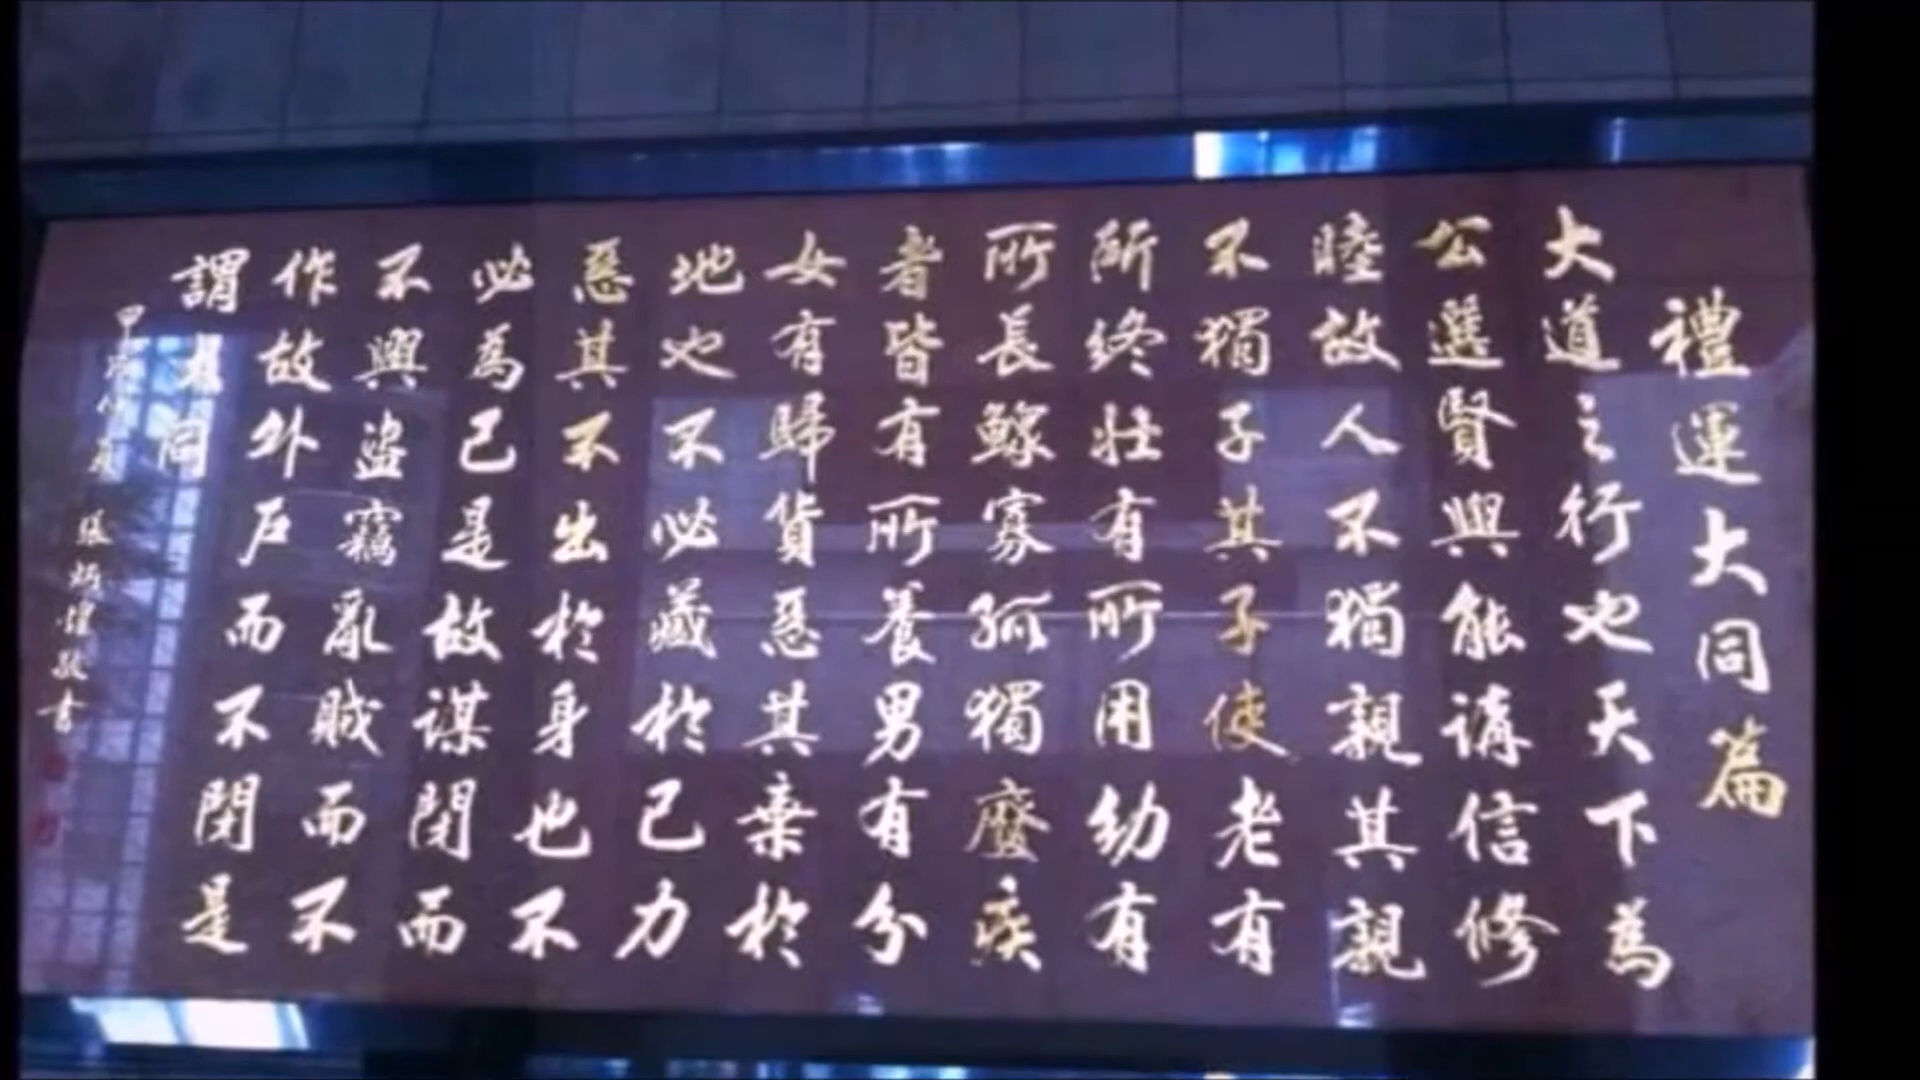 禮運大同篇
大道之行也天下為
公選賢與能講信修
睦故人不獨親其親
不獨子其子使老有
所終壯有所用幼有
所長鰥寡孤獨廢疾
者皆有所養男有分
女有歸貨惡其棄於
地也不必藏於己力
惡其不出於身也不
必為己是故謀閉而
不興盜竊亂賊而不
作故外戶而不閉是
謂大同
張炳煌敬書